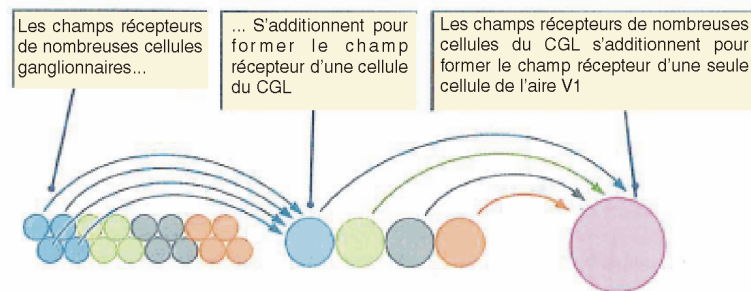 Les champs récepteurs
de nombreuses cellules
ganglionnaires...
... S'additionnent pour
former le champ
récepteur d'une cellule
du CGL
Les champs récepteurs de nombreuses
cellules du CGL s'additionnent pour
former le champ récepteur d'une seule
cellule de l'aire V1